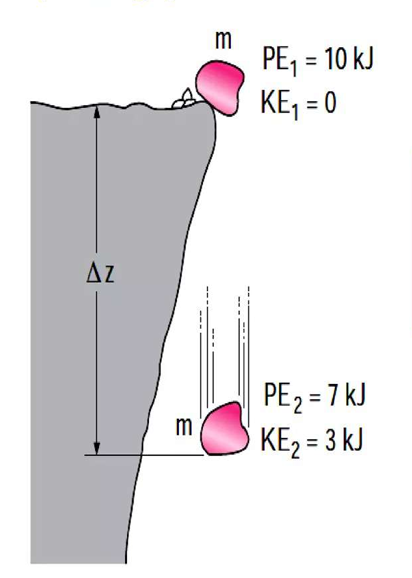 m
PE₁ = 10 kJ
KE₁ = 0
Δz
PE₂ = 7 kJ
m
KE₂ = 3 kJ